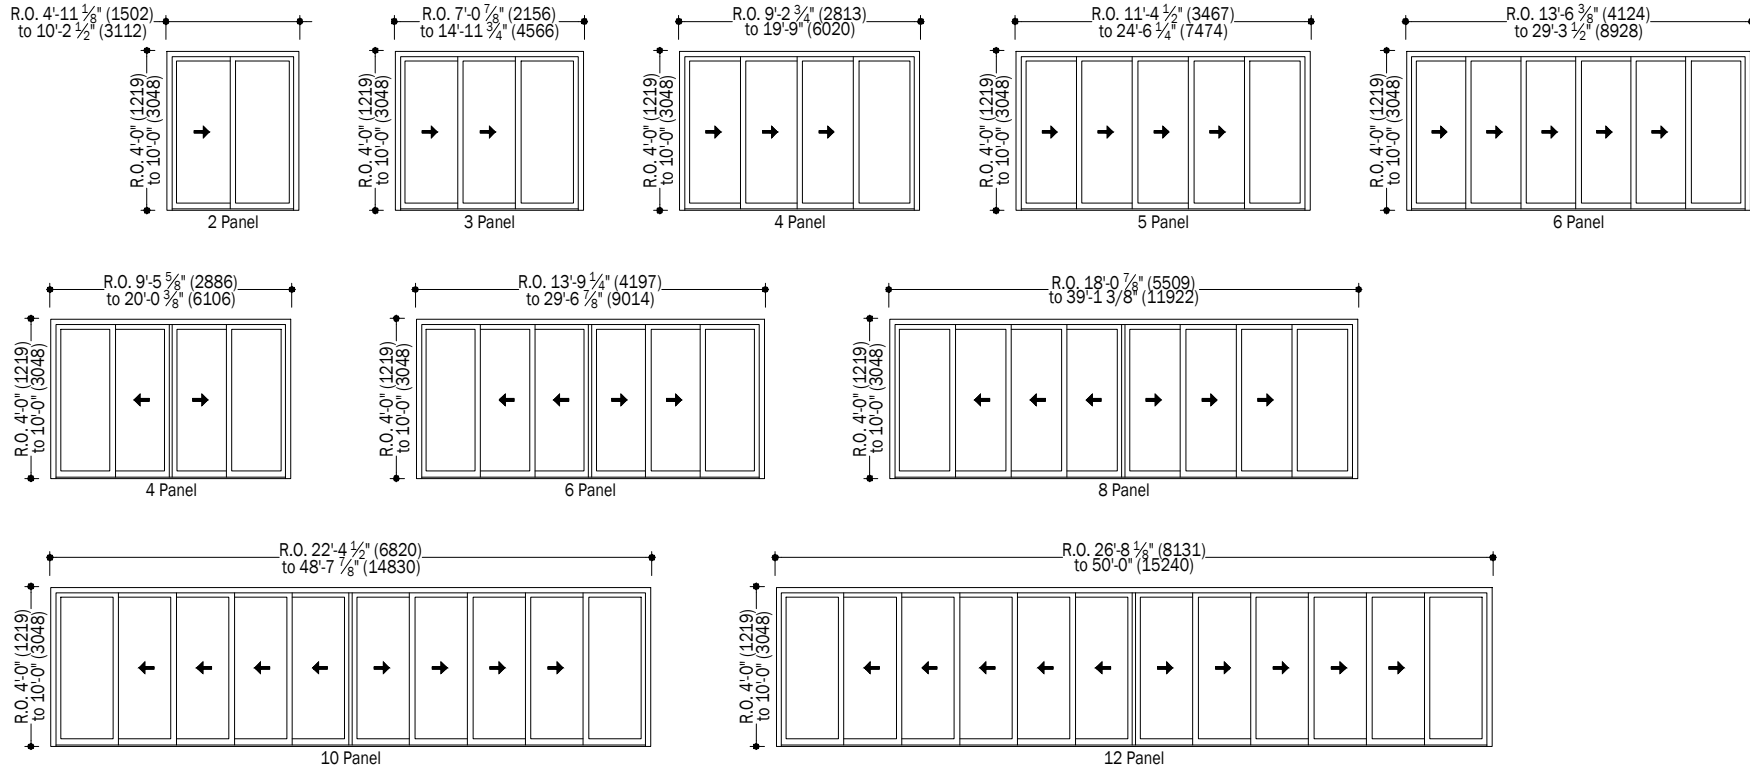 R.O. 4'-11 ⅛" (1502)
to 10'-2 ½" (3112)
R.O. 4'-0" (1219)
to 10'-0" (3048)
2 Panel
R.O. 7'-0 ⅞" (2156)
to 14'-11 ¾" (4566)
R.O. 4'-0" (1219)
to 10'-0" (3048)
3 Panel
R.O. 9'-2 ¾" (2813)
to 19'-9" (6020)
R.O. 4'-0" (1219)
to 10'-0" (3048)
4 Panel
R.O. 11'-4 ½" (3467)
to 24'-6 ¼" (7474)
R.O. 4'-0" (1219)
to 10'-0" (3048)
5 Panel
R.O. 13'-6 ⅜" (4124)
to 29'-3 ½" (8928)
R.O. 4'-0" (1219)
to 10'-0" (3048)
6 Panel
R.O. 9'-5 ⅝" (2886)
to 20'-0 ⅜" (6106)
R.O. 4'-0" (1219)
to 10'-0" (3048)
4 Panel
R.O. 13'-9 ¼" (4197)
to 29'-6 ⅞" (9014)
R.O. 4'-0" (1219)
to 10'-0" (3048)
6 Panel
R.O. 18'-0 ⅞" (5509)
to 39'-1 3/8" (11922)
R.O. 4'-0" (1219)
to 10'-0" (3048)
8 Panel
R.O. 22'-4 ½" (6820)
to 48'-7 ⅞" (14830)
R.O. 4'-0" (1219)
to 10'-0" (3048)
10 Panel
R.O. 26'-8 ⅛" (8131)
to 50'-0" (15240)
R.O. 4'-0" (1219)
to 10'-0" (3048)
12 Panel